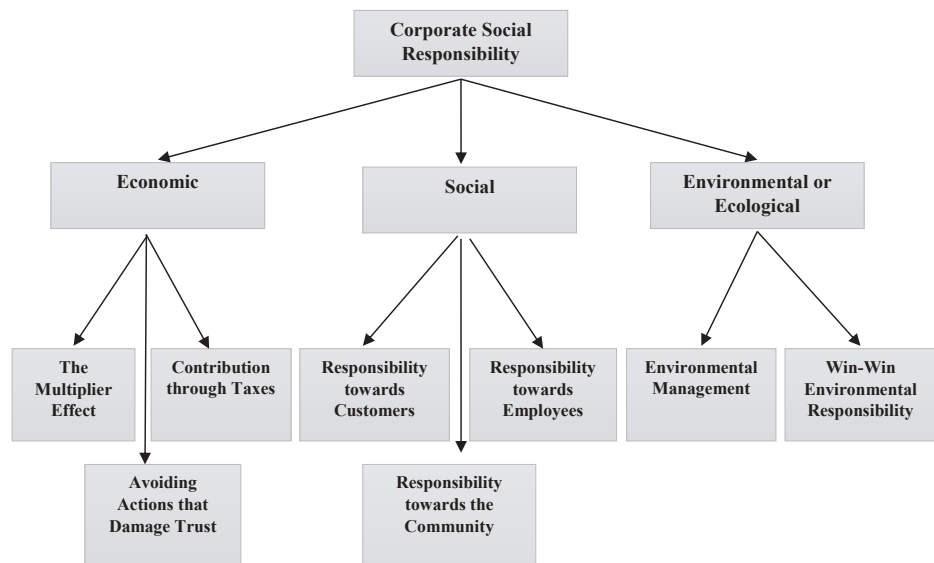 Corporate Social
Responsibility
Economic
Social
Environmental or
Ecological
The
Multiplier
Effect
Contribution
through Taxes
Responsibility
towards
Customers
Responsibility
towards
Employees
Environmental
Management
Win-Win
Environmental
Responsibility
Avoiding
Actions that
Damage Trust
Responsibility
towards the
Community